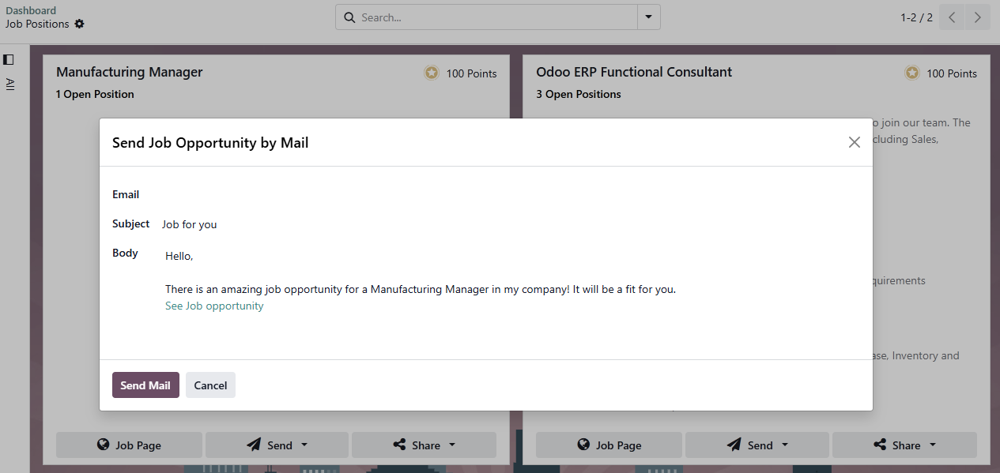 Dashboard
Job Positions
Search...
1-2 / 2
All
Manufacturing Manager
100 Points
1 Open Position
Odoo ERP Functional Consultant
100 Points
3 Open Positions
o join our team. The
cluding Sales,
quirements
ase, Inventory and
Send Job Opportunity by Mail
Email
Subject Job for you
Body Hello,
There is an amazing job opportunity for a Manufacturing Manager in my company! It will be a fit for you.
See Job opportunity
Send Mail Cancel
Job Page Send Share
Job Page Send Share